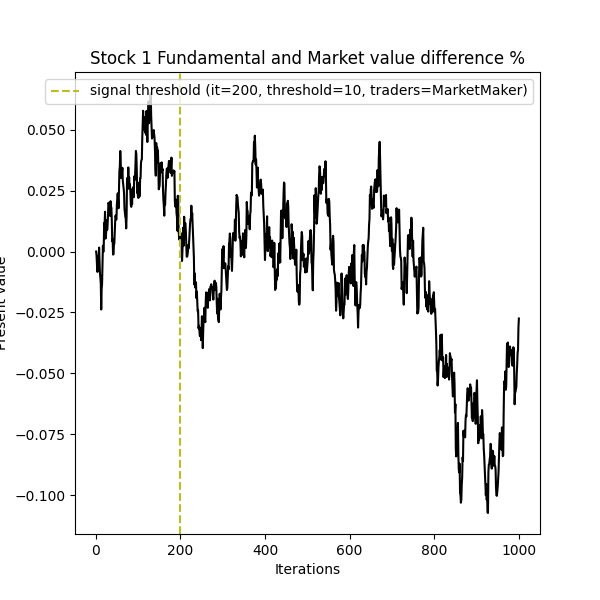 Stock 1 Fundamental and Market value difference %
signal threshold (it=200, threshold=10, traders=MarketMaker)
0.050
0.025
0.000
−0.025
−0.050
−0.075
−0.100
Present value
0 200 400 600 800 1000
Iterations